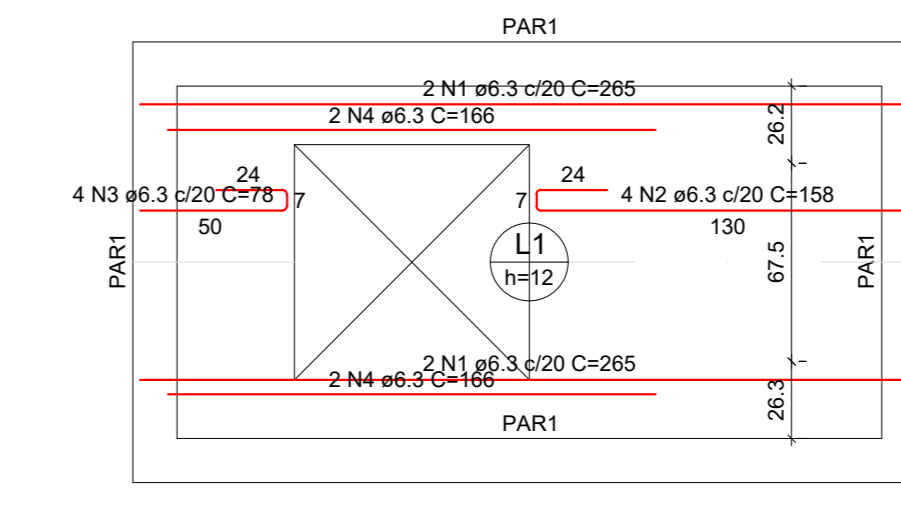 PAR1
2 N1 ø6.3 c/20 C=265
2 N4 ø6.3 C=166
26.2
24
24
4 N3 ø6.3 c/20 C=78
7
7
4 N2 ø6.3 c/20 C=158
50
130
PAR1
L1
h=12
67.5
PAR1
2 N1 ø6.3 c/20 C=265
2 N4 ø6.3 C=166
26.3
PAR1